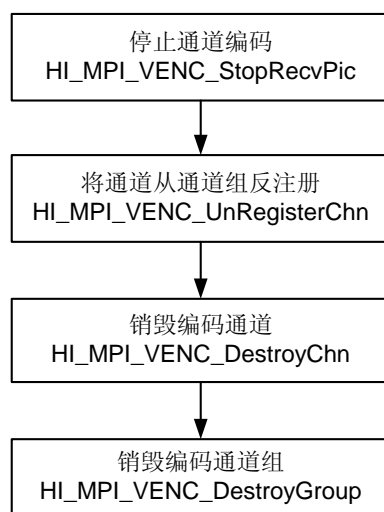 停止通道编码
HI_MPI_VENC_StopRecvPic
将通道从通道组反注册
HI_MPI_VENC_UnRegisterChn
销毁编码通道
HI_MPI_VENC_DestroyChn
销毁编码通道组
HI_MPI_VENC_DestroyGroup